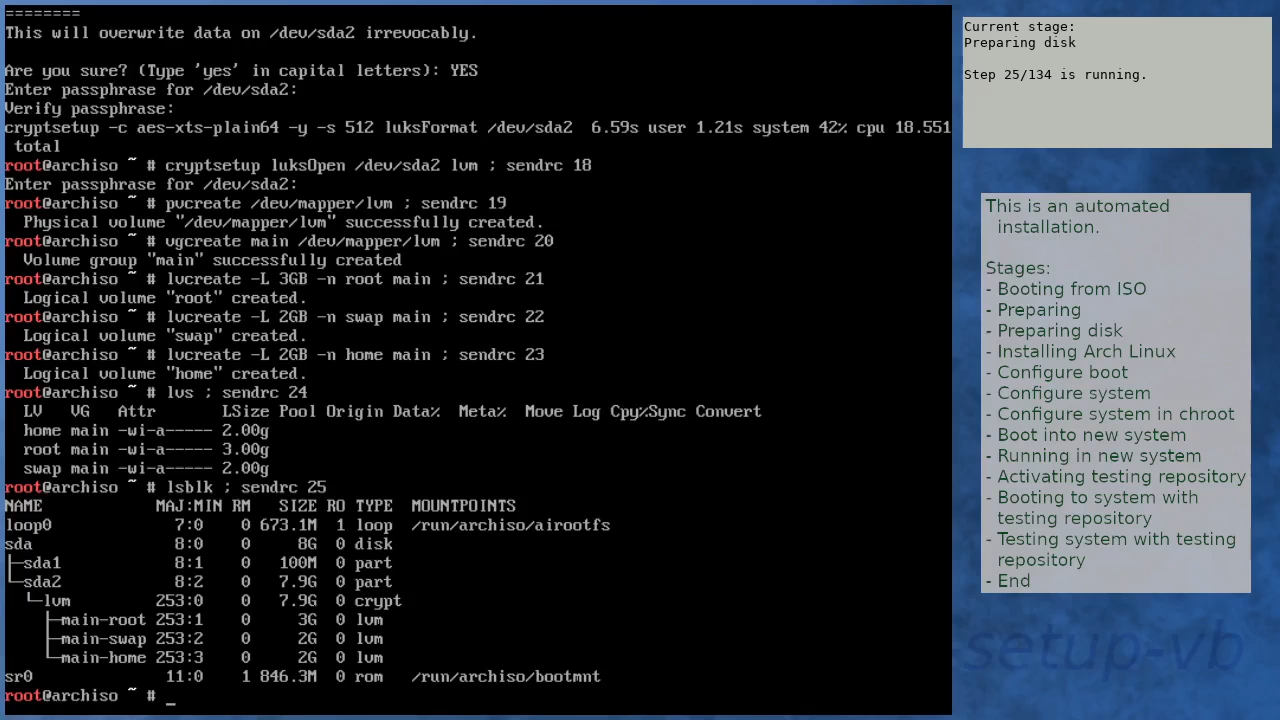 ========
This will overwrite data on /dev/sda2 irrevocably.
Are you sure? (Type 'yes' in capital letters): YES
Enter passphrase for /dev/sda2:
Verify passphrase:
cryptsetup -c aes-xts-plain64 -y -s 512 luksFormat /dev/sda2  6.59s user 1.21s system 42% cpu 18.551
 total
root@archiso ~ # cryptsetup luksOpen /dev/sda2 lvm ; sendrc 18
Enter passphrase for /dev/sda2:
root@archiso ~ # pvcreate /dev/mapper/lvm ; sendrc 19
  Physical volume "/dev/mapper/lvm" successfully created.
root@archiso ~ # vgcreate main /dev/mapper/lvm ; sendrc 20
  Volume group "main" successfully created
root@archiso ~ # lvcreate -L 3GB -n root main ; sendrc 21
  Logical volume "root" created.
root@archiso ~ # lvcreate -L 2GB -n swap main ; sendrc 22
  Logical volume "swap" created.
root@archiso ~ # lvcreate -L 2GB -n home main ; sendrc 23
  Logical volume "home" created.
root@archiso ~ # lvs ; sendrc 24
  LV   VG   Attr       LSize Pool Origin Data%  Meta%  Move Log Cpy%Sync Convert
  home main -wi-a----- 2.00g
  root main -wi-a----- 3.00g
  swap main -wi-a----- 2.00g
root@archiso ~ # lsblk ; sendrc 25
NAME            MAJ:MIN RM   SIZE RO TYPE  MOUNTPOINTS
loop0             7:0    0 673.1M  1 loop  /run/archiso/airootfs
sda               8:0    0     8G  0 disk
├─sda1            8:1    0   100M  0 part
└─sda2            8:2    0   7.9G  0 part
  └─lvm         253:0    0   7.9G  0 crypt
    ├─main-root 253:1    0     3G  0 lvm
    ├─main-swap 253:2    0     2G  0 lvm
    └─main-home 253:3    0     2G  0 lvm
sr0              11:0    1 846.3M  0 rom   /run/archiso/bootmnt
root@archiso ~ # _
Current stage:
Preparing disk
Step 25/134 is running.
This is an automated
installation.
Stages:
- Booting from ISO
- Preparing
- Preparing disk
- Installing Arch Linux
- Configure boot
- Configure system
- Configure system in chroot
- Boot into new system
- Running in new system
- Activating testing repository
- Booting to system with
testing repository
- Testing system with testing
repository
- End
-setup-vb